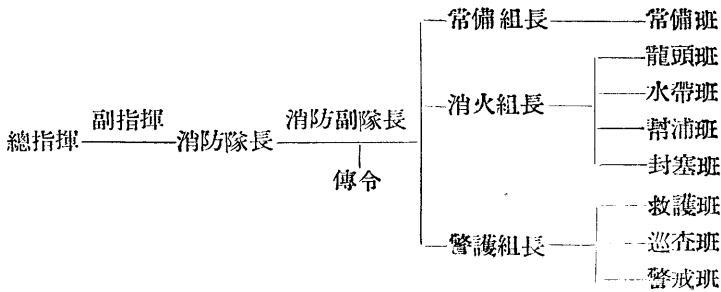 常備組長
常備班
龍頭班
消火組長
水帶班
副指揮
消防副隊長
總指揮
消防隊長
幫浦班
傳令
封塞班
救護班
警護組長
巡查班
警戒班